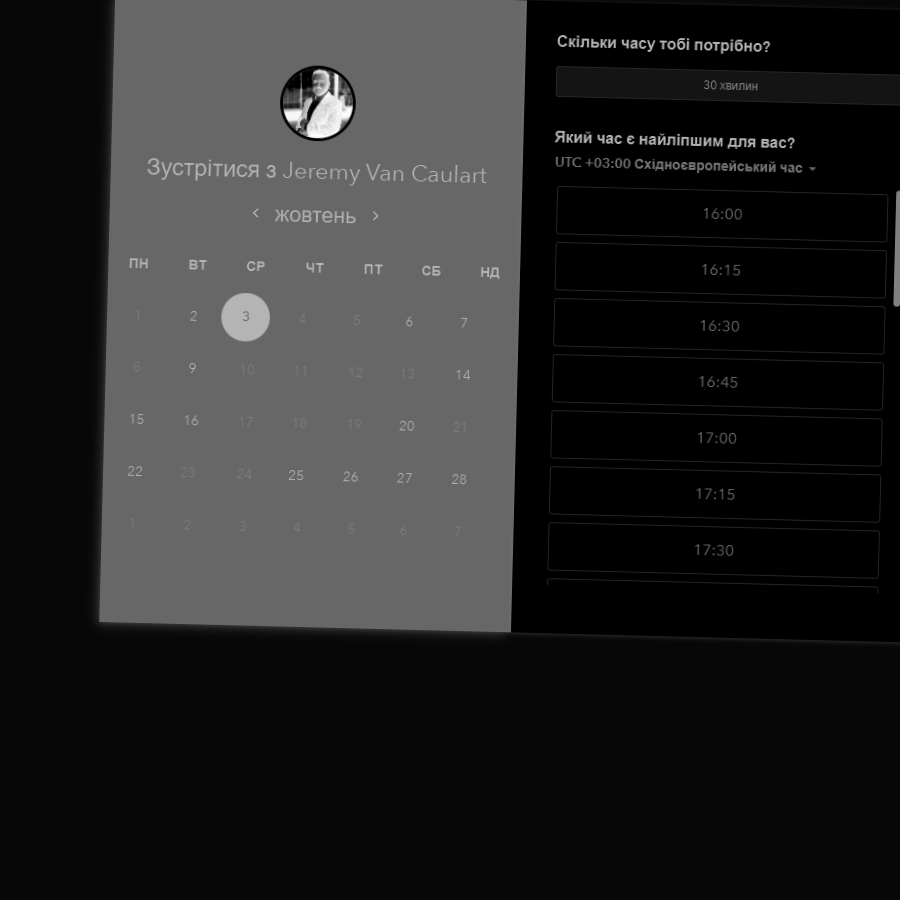 Зустрітися з Jeremy Van Caulart
жовтень
ПН ВТ СР ЧТ ПТ СБ НД
1 2 3 4 5 6 7
8 9 10 11 12 13 14
15 16 17 18 19 20 21
22 23 24 25 26 27 28
1 2 3 4 5 6 7
Скільки часу тобі потрібно?
30 хвилин
Який час є найліпшим для вас?
UTC +03:00 Східноєвропейський час
16:00
16:15
16:30
16:45
17:00
17:15
17:30